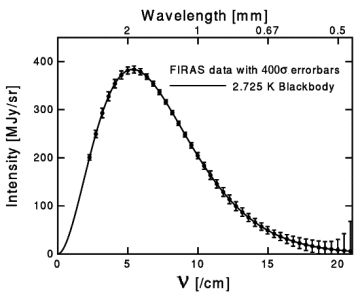 Wavelength [mm]
2 1 0.67 0.5
400
300
200
100
0
Intensity [MJy/sr]
FIRAS data with 400σ errorbars
2.725 K Blackbody
0 5 10 15 20
ν [/cm]